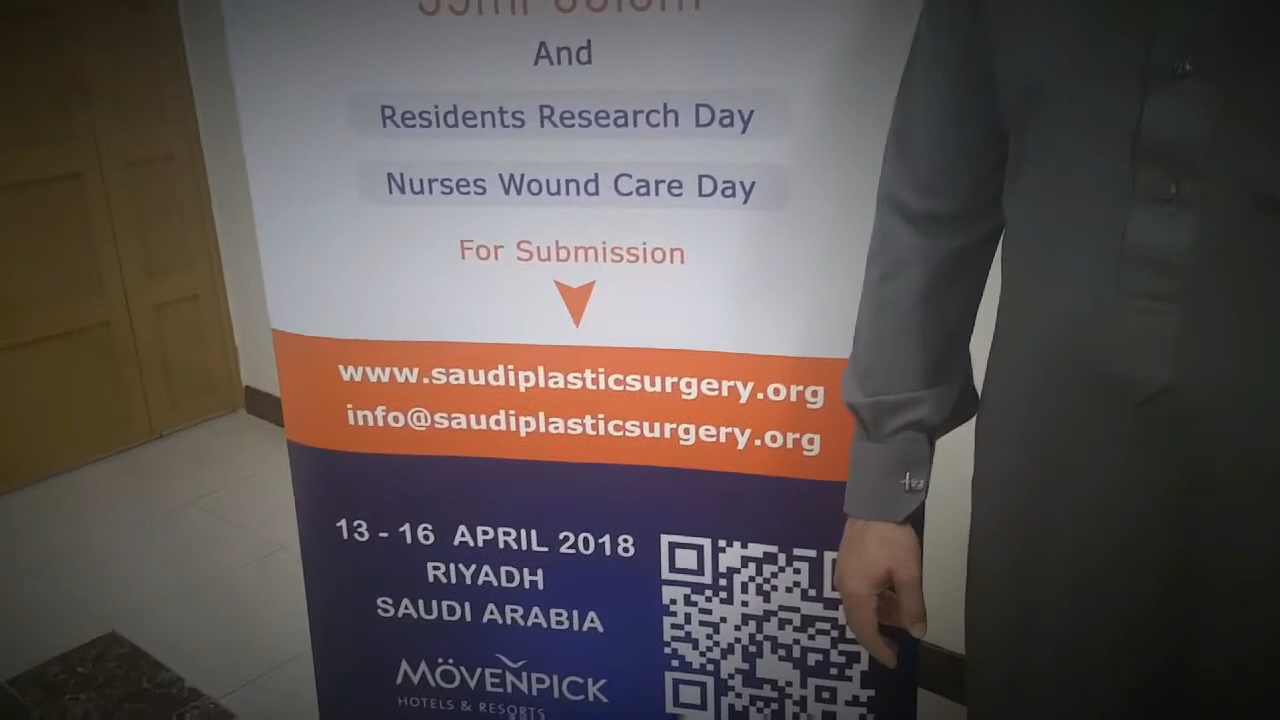 And
Residents Research Day
Nurses Wound Care Day
For Submission
www.saudiplasticsurgery.org
info@saudiplasticsurgery.org
13 - 16 APRIL 2018
RIYADH
SAUDI ARABIA
MÖVENPICK
HOTELS & RESORTS